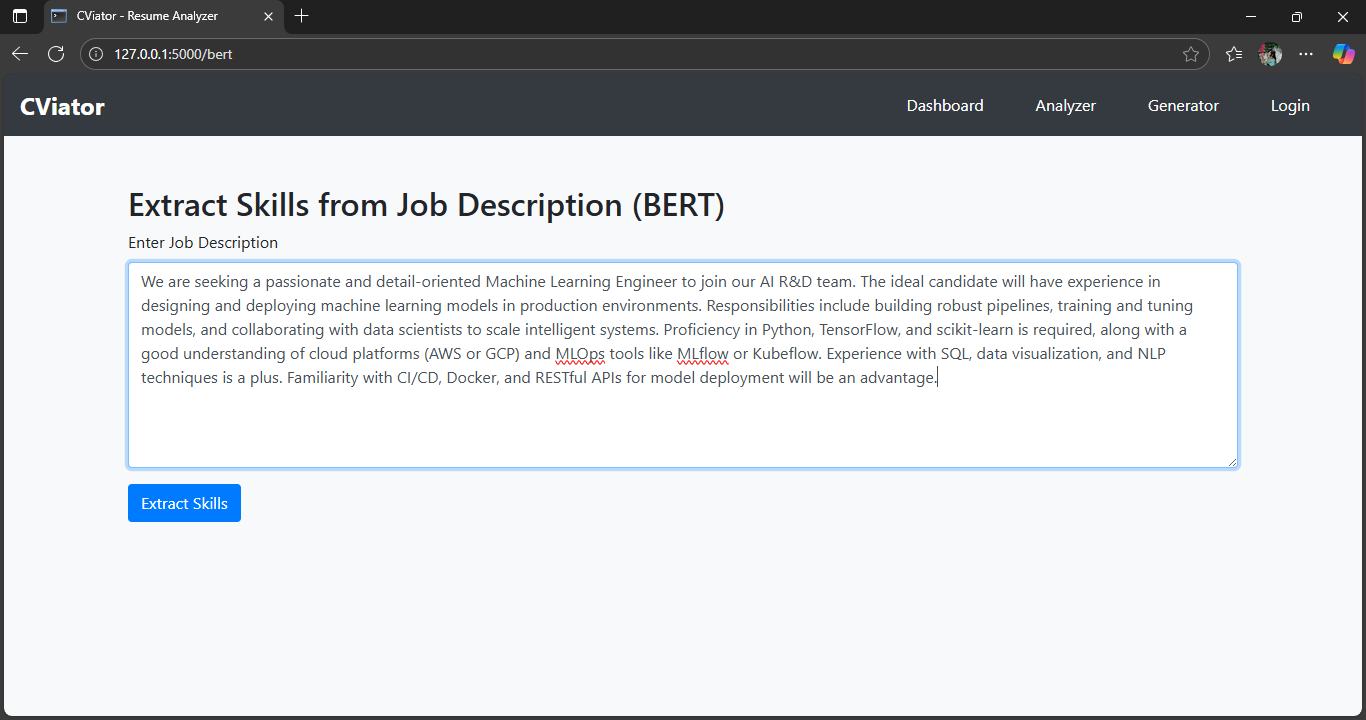 CViator - Resume Analyzer
127.0.0.1:5000/bert
CViator
Dashboard
Analyzer
Generator
Login
Extract Skills from Job Description (BERT)
Enter Job Description
We are seeking a passionate and detail-oriented Machine Learning Engineer to join our AI R&D team. The ideal candidate will have experience in
designing and deploying machine learning models in production environments. Responsibilities include building robust pipelines, training and tuning
models, and collaborating with data scientists to scale intelligent systems. Proficiency in Python, TensorFlow, and scikit-learn is required, along with a
good understanding of cloud platforms (AWS or GCP) and MLOps tools like MLflow or Kubeflow. Experience with SQL, data visualization, and NLP
techniques is a plus. Familiarity with CI/CD, Docker, and RESTful APIs for model deployment will be an advantage.
Extract Skills